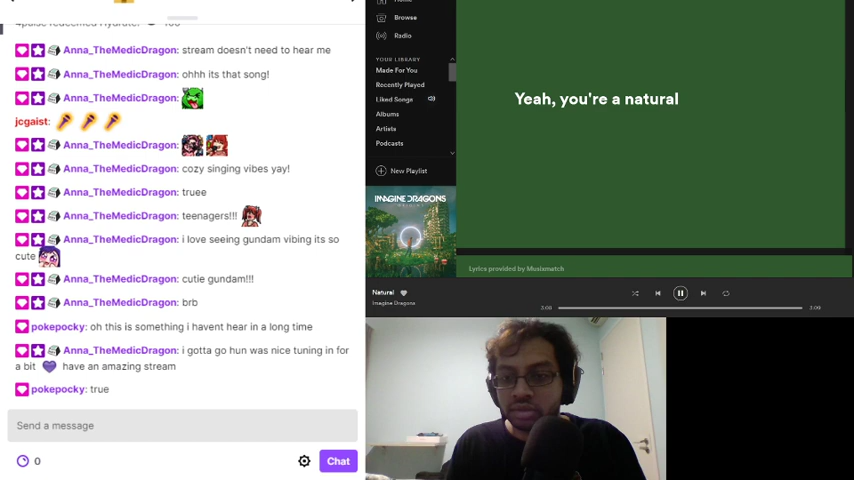 Anna_TheMedicDragon: stream doesn't need to hear me
Anna_TheMedicDragon: ohhh its that song!
Anna_TheMedicDragon:
jcgaist:
Anna_TheMedicDragon:
Anna_TheMedicDragon: cozy singing vibes yay!
Anna_TheMedicDragon: truee
Anna_TheMedicDragon: teenagers!!!
Anna_TheMedicDragon: i love seeing gundam vibing its so
cute
Anna_TheMedicDragon: cutie gundam!!!
Anna_TheMedicDragon: brb
pokepocky: oh this is something i havent hear in a long time
Anna_TheMedicDragon: i gotta go hun was nice tuning in for
a bit have an amazing stream
pokepocky: true
Send a message
0
Chat
Browse
Radio
YOUR LIBRARY
Made For You
Recently Played
Liked Songs
Albums
Artists
Podcasts
New Playlist
IMAGINE DRAGONS
Natural
Imagine Dragons
Yeah, you're a natural
Lyrics provided by Musixmatch
3:09